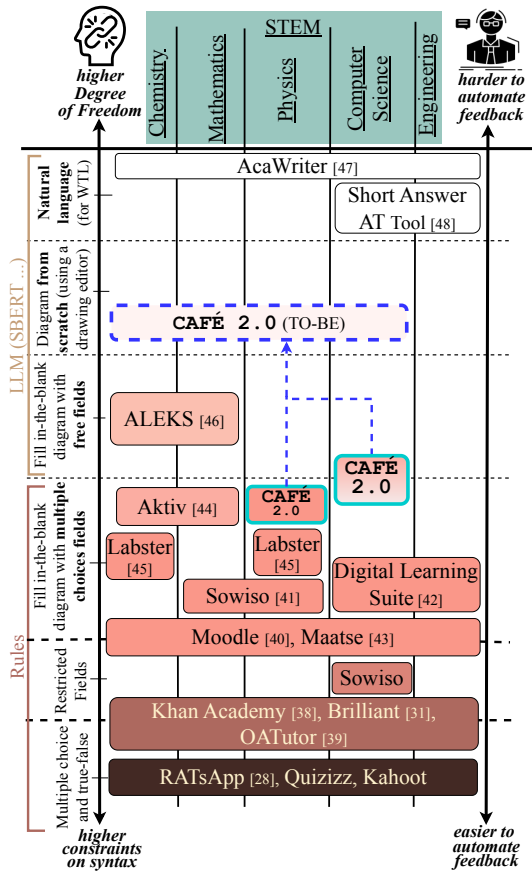 STEM
Chemistry
Mathematics
Physics
Computer
Science
Engineering
higher
Degree
of Freedom
harder to
automate
feedback
LLM (SBERT ...)
Rules
Natural
language
(for WTL)
AcaWriter [47]
Short Answer
AT Tool [48]
Diagram from
scratch (using a
drawing editor)
CAFÉ 2.0 (TO-BE)
Fill in-the-blank
diagram with
free fields
ALEKS [46]
CAFÉ
2.0
Fill in-the-blank
diagram with multiple
choices fields
Aktiv [44]
CAFÉ
2.0
Labster
[45]
Labster
[45]
Sowiso [41]
Digital Learning
Suite [42]
Moodle [40], Maatse [43]
Restricted
Fields
Sowiso
Khan Academy [38], Brilliant [31],
OATutor
[39]
Multiple choice
and true-false
RATsApp [28], Quizizz, Kahoot
higher
constraints
on syntax
easier to
automate
feedback